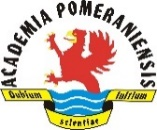 ACADEMIA POMERANIENSIS
Dubium initium
scientiae